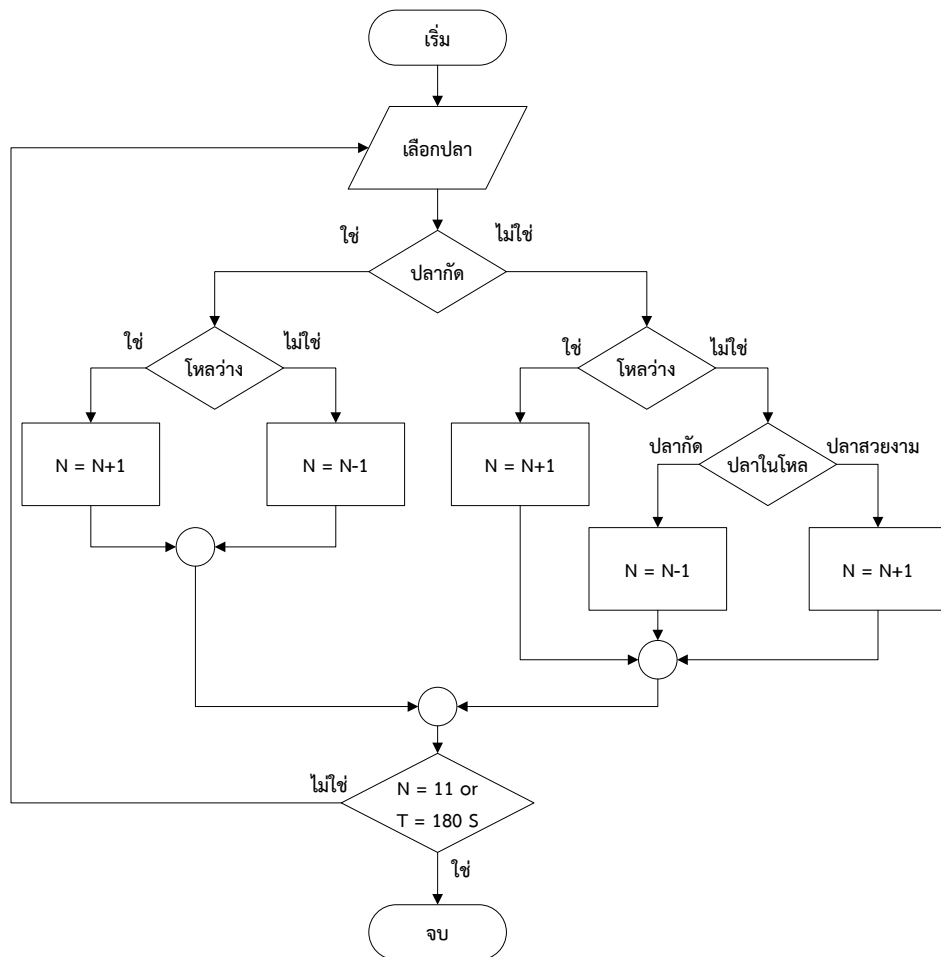 เริ่ม
เลือกปลา
ใช่
ไม่ใช่
ปลากัด
ใช่
ไม่ใช่
โหลว่าง
ใช่
ไม่ใช่
โหลว่าง
N = N+1
N = N-1
N = N+1
ปลากัด
ปลาสวยงาม
ปลาในโหล
N = N-1
N = N+1
ไม่ใช่
N = 11 or
T = 180 S
ใช่
จบ